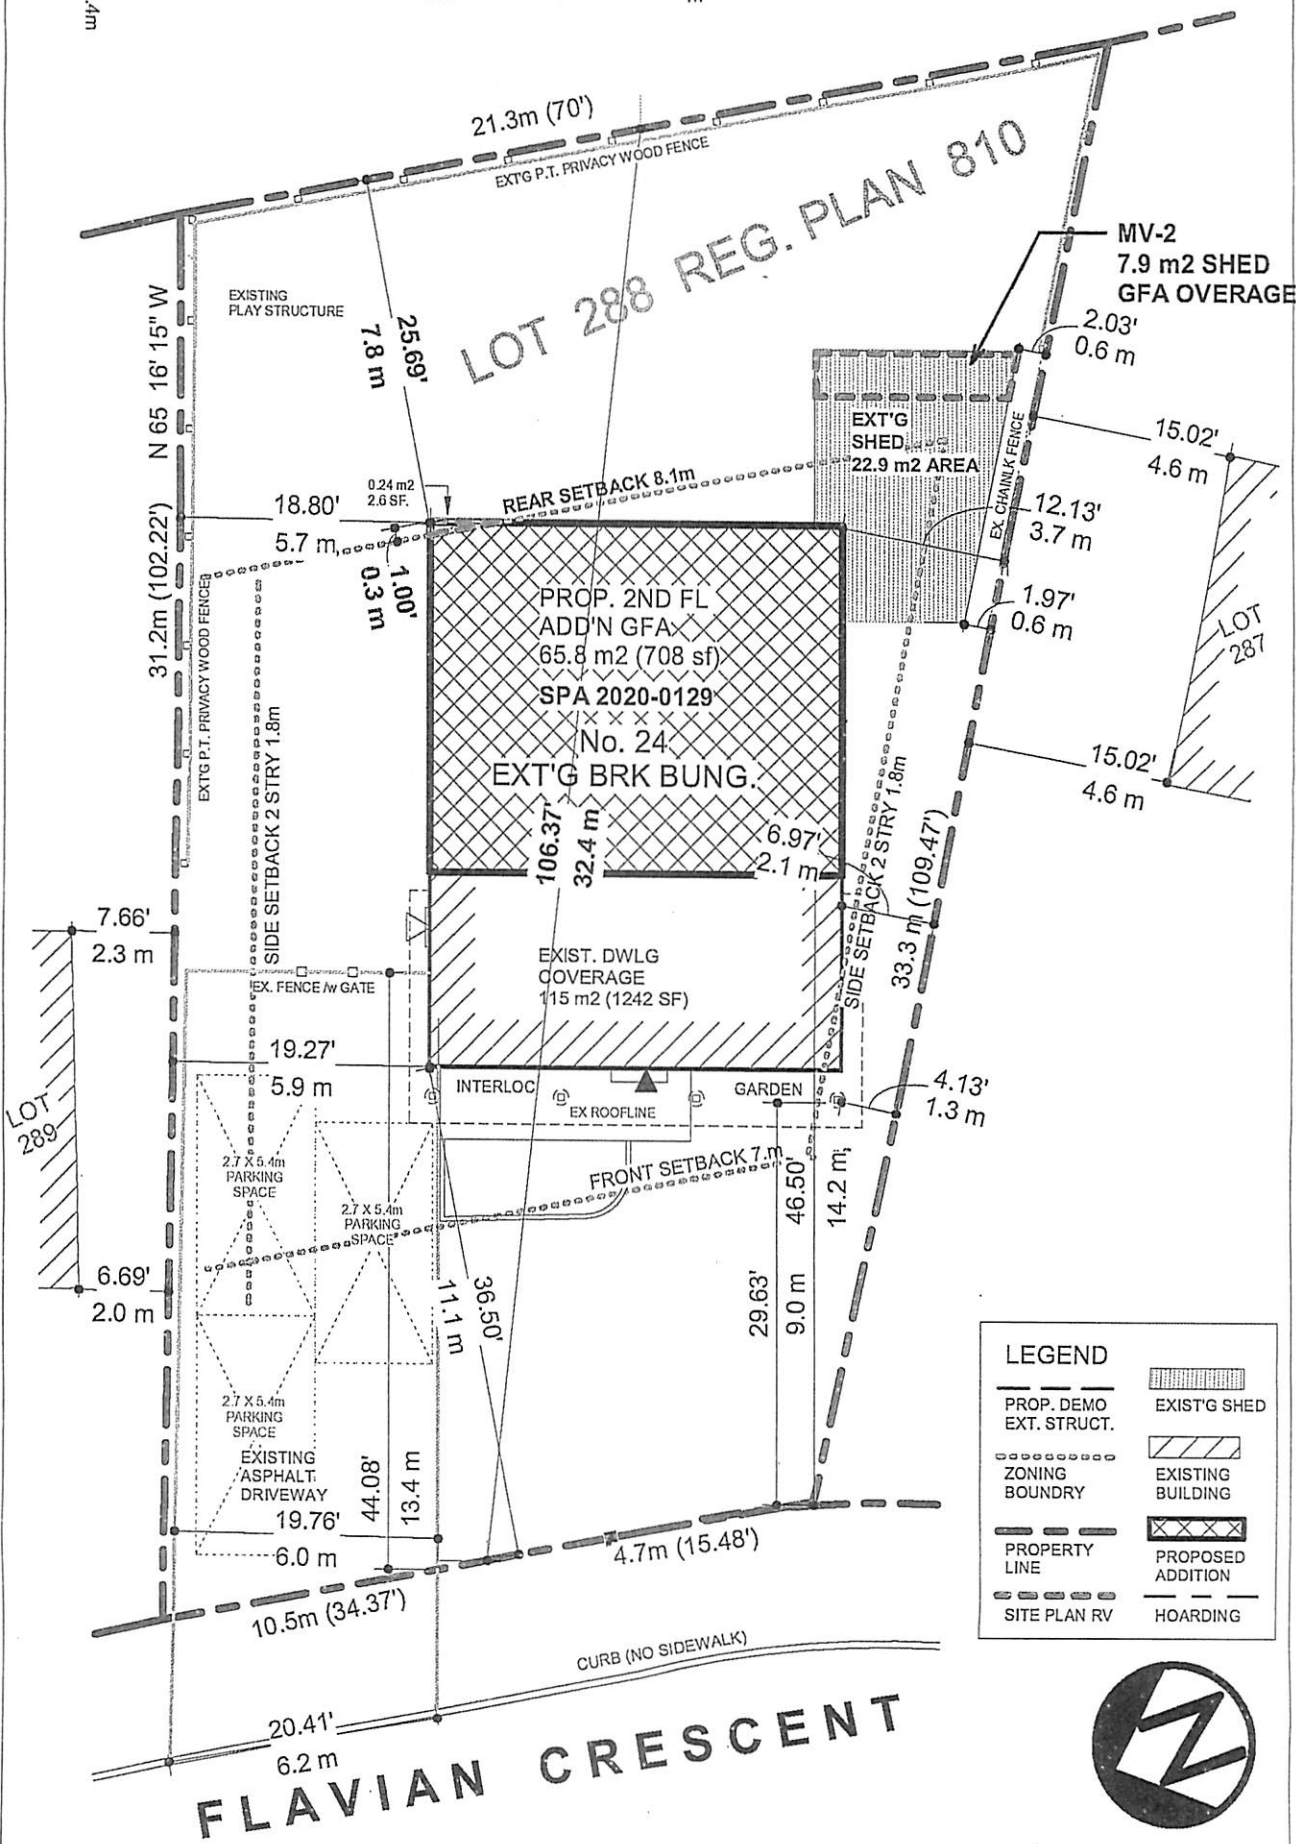 .4m
m
21.3m (70')
EXT'G P.T. PRIVACY WOOD FENCE
LOT 288 REG. PLAN 810
MV-2
7.9 m2 SHED
GFA OVERAGE
EXISTING
PLAY STRUCTURE
N 65 16' 15" W
31.2m (102.22')
25.69'
7.8 m
2.03'
0.6 m
EXT'G
SHED
22.9 m2 AREA
EX. CHAINLK FENCE
15.02'
4.6 m
0.24 m2
2.6 SF.
REAR SETBACK 8.1m
18.80'
5.7 m
12.13'
3.7 m
1.00'
0.3 m
1.97'
0.6 m
LOT
287
EXT'G P.T. PRIVACY WOOD FENCE
PROP. 2ND FL
ADD'N GFA
65.8 m2 (708 sf)
SPA 2020-0129
No. 24
EXT'G BRK BUNG.
SIDE SETBACK 2 STRY 1.8m
106.37'
32.4 m
15.02'
4.6 m
6.97'
2.1 m
SIDE SETBACK 2 STRY 1.8m
33.3 m (109.47')
7.66'
2.3 m
EX. FENCE /w GATE
EXIST. DWLG
COVERAGE
115 m2 (1242 SF)
19.27'
5.9 m
INTERLOC
GARDEN
EX ROOFLINE
4.13'
1.3 m
LOT
289
2.7 X 5.4m
PARKING
SPACE
2.7 X 5.4m
PARKING
SPACE
FRONT SETBACK 7.m
46.50'
14.2 m
6.69'
2.0 m
36.50'
11.1 m
29.63'
9.0 m
2.7 X 5.4m
PARKING
SPACE
EXISTING
ASPHALT
DRIVEWAY
44.08'
13.4 m
19.76'
6.0 m
4.7m (15.48')
10.5m (34.37')
CURB (NO SIDEWALK)
20.41'
6.2 m
FLAVIAN CRESCENT
LEGEND
PROP. DEMO
EXT. STRUCT.
EXIST'G SHED
ZONING
BOUNDRY
EXISTING
BUILDING
PROPERTY
LINE
PROPOSED
ADDITION
SITE PLAN RV
HOARDING
N